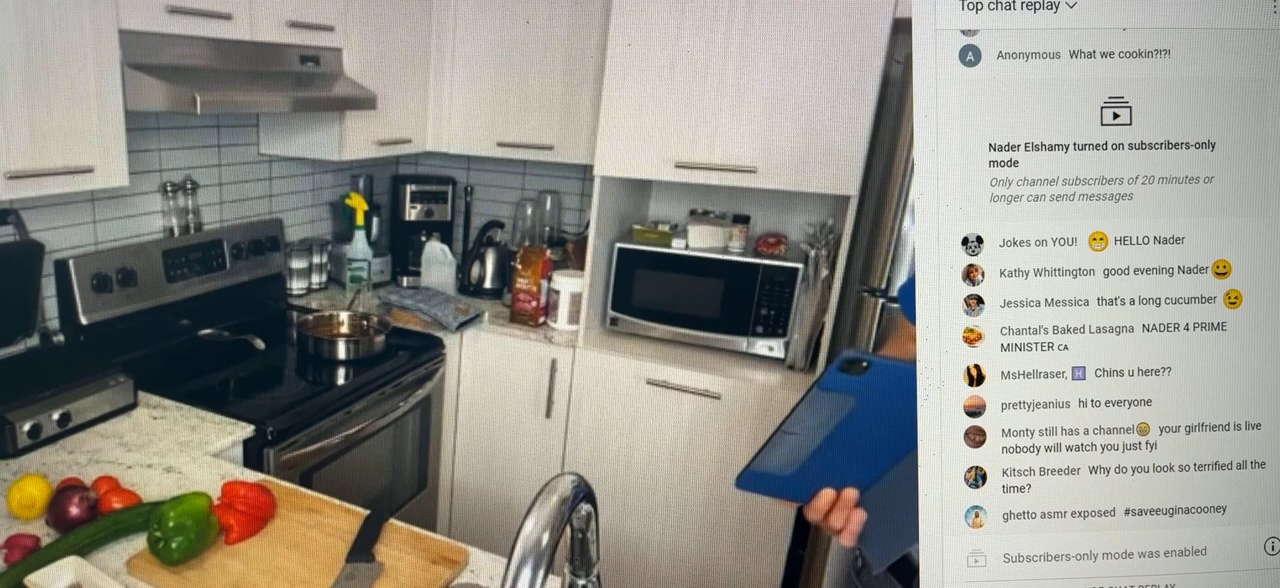 Top chat replay
Anonymous What we cookin?!?!
Nader Elshamy turned on subscribers-only
mode
Only channel subscribers of 20 minutes or
longer can send messages
Jokes on YOU! 😁 HELLO Nader
Kathy Whittington good evening Nader😀
Jessica Messica that's a long cucumber 😉
Chantal's Baked Lasagna NADER 4 PRIME
MINISTER CA
MsHellraser, ♓ Chins u here??
prettyjeanius hi to everyone
Monty still has a channel😁 your girlfriend is live
nobody will watch you just fyi
Kitsch Breeder Why do you look so terrified all the
time?
ghetto asmr exposed #saveeuginacooney
Subscribers-only mode was enabled